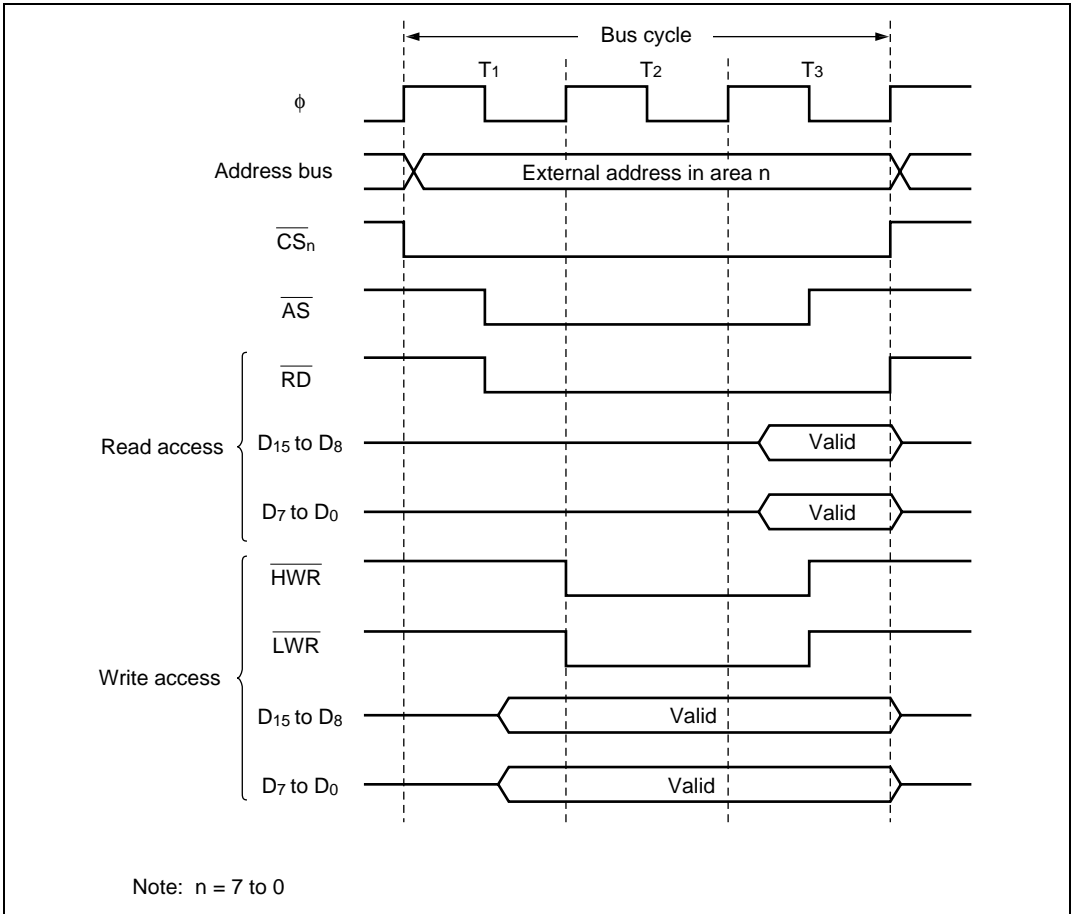 Bus cycle
T1 T2 T3
φ
Address bus External address in area n
CSn
AS
RD
Read access D15 to D8 Valid
D7 to D0 Valid
HWR
LWR
Write access
D15 to D8 Valid
D7 to D0 Valid
Note: n = 7 to 0